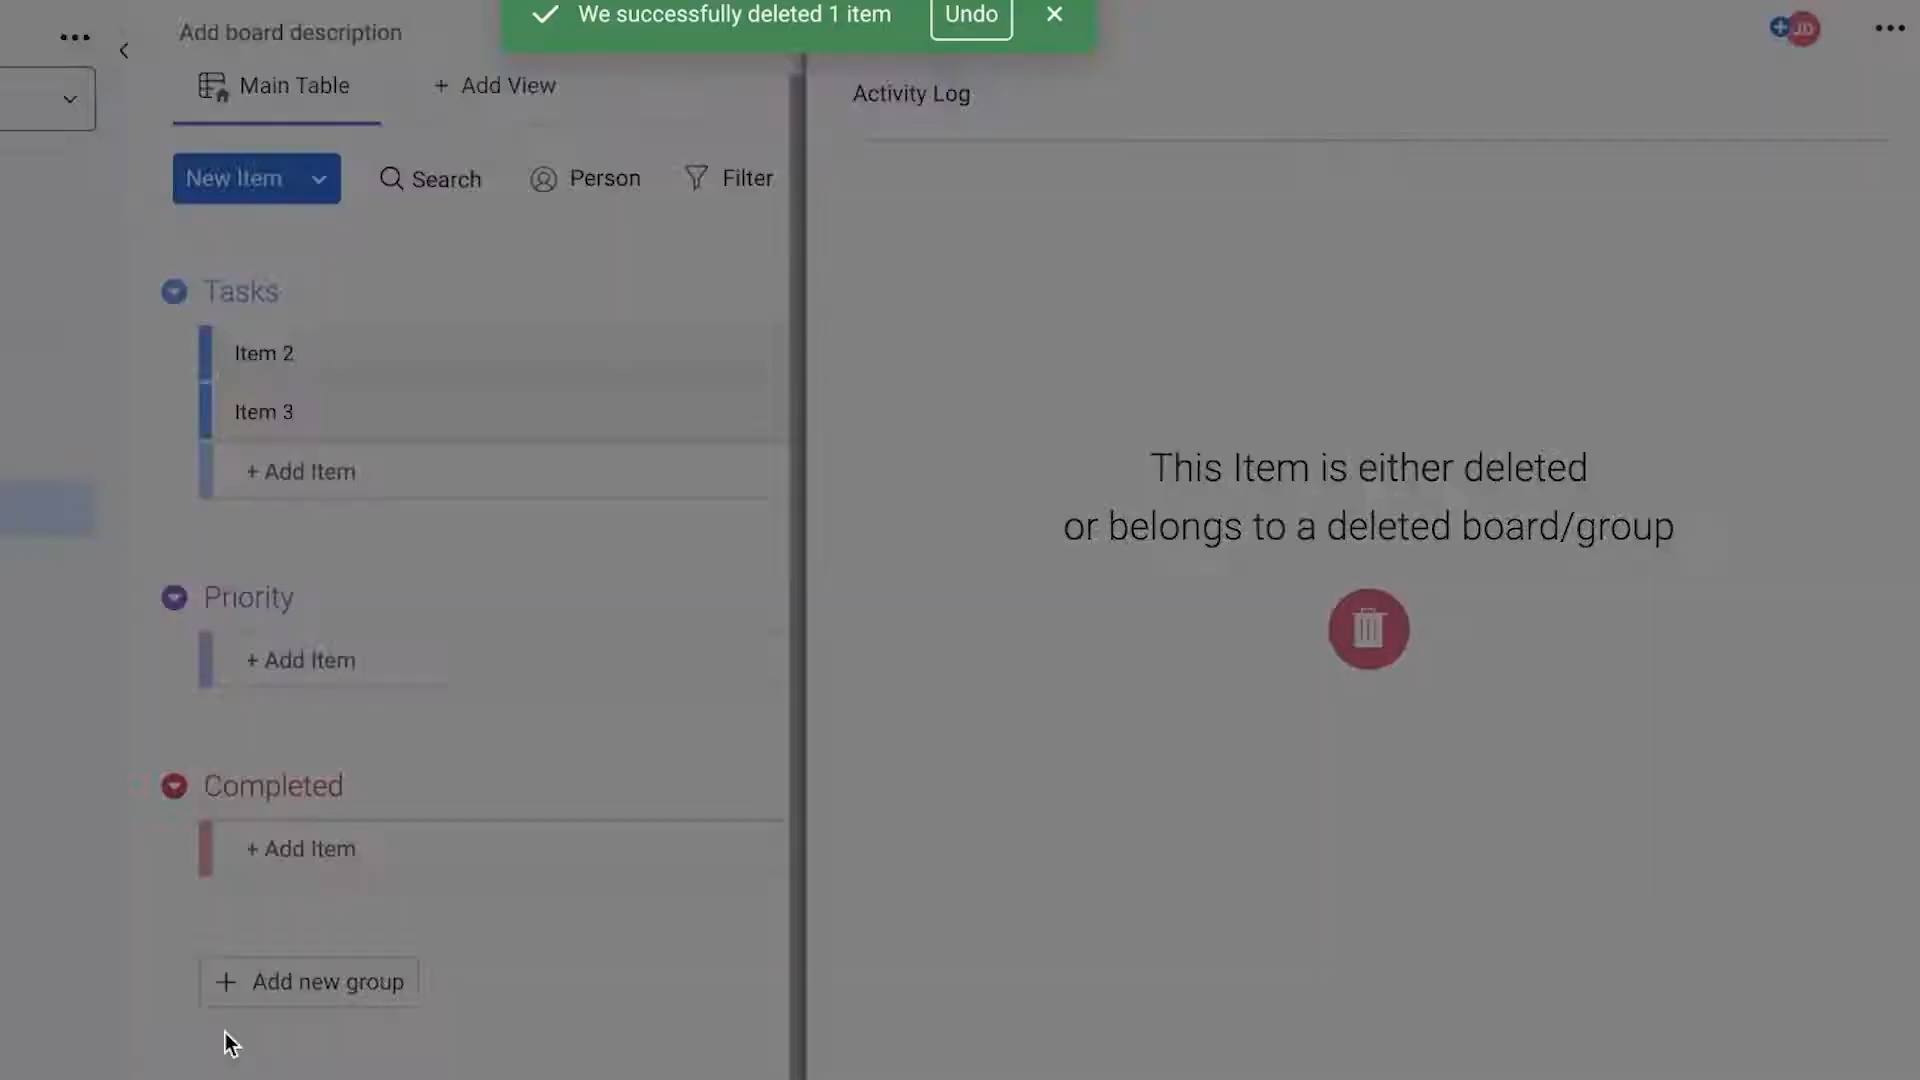 We successfully deleted 1 item
Undo
Add board description
JD
Main Table
+ Add View
Activity Log
New Item
Search
Person
Filter
Tasks
Item 2
Item 3
+ Add Item
This Item is either deleted
or belongs to a deleted board/group
Priority
+ Add Item
Completed
+ Add Item
+ Add new group